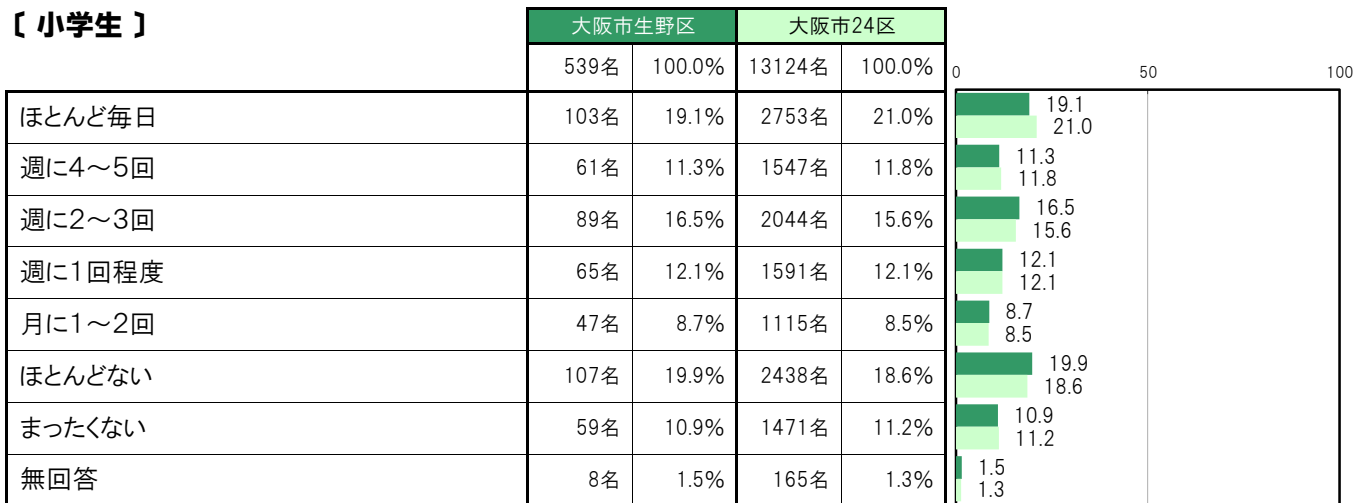 〔 小学生 〕
大阪市生野区 大阪市24区
539名 100.0% 13124名 100.0%
0 50 100
ほとんど毎日 103名 19.1% 2753名 21.0% 19.1
21.0
週に4～5回 61名 11.3% 1547名 11.8% 11.3
11.8
週に2～3回 89名 16.5% 2044名 15.6% 16.5
15.6
週に1回程度 65名 12.1% 1591名 12.1% 12.1
12.1
月に1～2回 47名 8.7% 1115名 8.5% 8.7
8.5
ほとんどない 107名 19.9% 2438名 18.6% 19.9
18.6
まったくない 59名 10.9% 1471名 11.2% 10.9
11.2
無回答 8名 1.5% 165名 1.3% 1.5
1.3